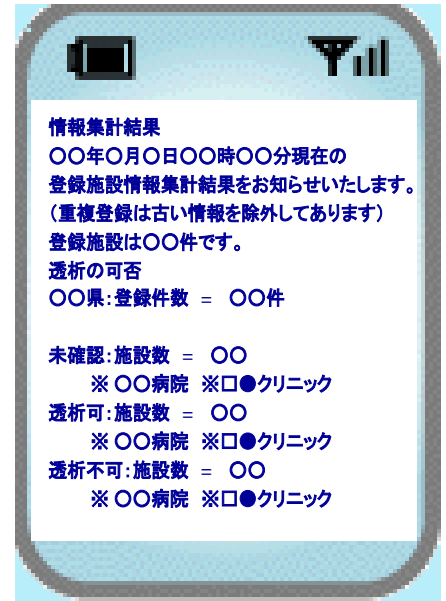 情報集計結果
〇〇年〇月〇日〇〇時〇〇分現在の
登録施設情報集計結果をお知らせいたします。
(重複登録は古い情報を除外してあります)
登録施設は〇〇件です。
透析の可否
〇〇県:登録件数 = 〇〇件
未確認:施設数 = 〇〇
※〇〇病院 ※□●クリニック
透析可:施設数 = 〇〇
※〇〇病院 ※□●クリニック
透析不可:施設数 = 〇〇
※〇〇病院 ※□●クリニック